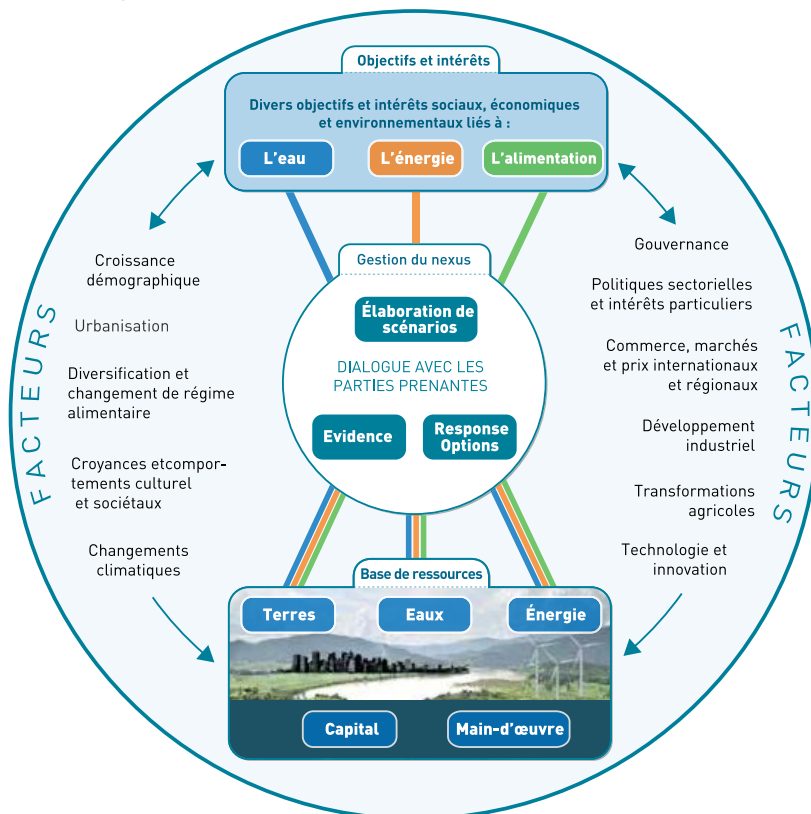 Objectifs et intérêts
Divers objectifs et intérêts sociaux, économiques
et environnementaux liés à :
L'eau
L'énergie
L'alimentation
FACTEURS
Croissance
démographique
Urbanisation
Diversification et
changement de régime
alimentaire
Croyances etcompor-
tements culturel
et sociétaux
Changements
climatiques
Gestion du nexus
Élaboration de
scénarios
DIALOGUE AVEC LES
PARTIES PRENANTES
Evidence
Response
Options
Gouvernance
Politiques sectorielles
et intérêts particuliers
Commerce, marchés
et prix internationaux
et régionaux
Développement
industriel
Transformations
agricoles
Technologie et
innovation
FACTEURS
Base de ressources
Terres
Eaux
Énergie
Capital
Main-d'œuvre